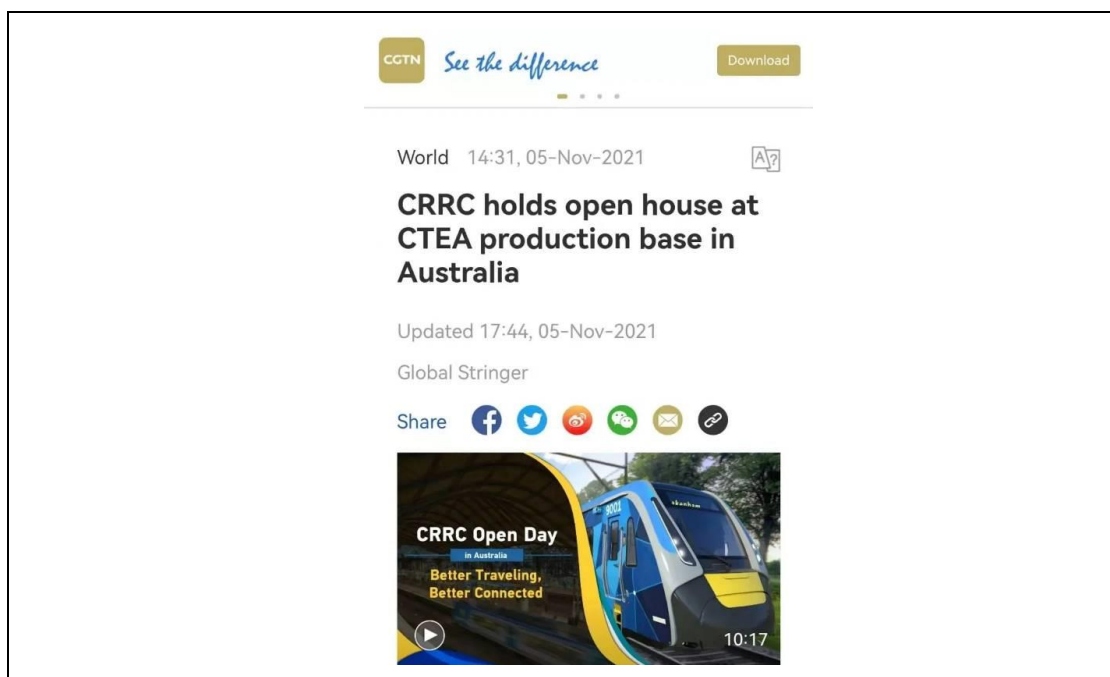 CGTN See the difference Download
World 14:31, 05-Nov-2021
CRRC holds open house at
CTEA production base in
Australia
Updated 17:44, 05-Nov-2021
Global Stringer
Share
CRRC Open Day
in Australia
Better Traveling,
Better Connected
9001
10:17